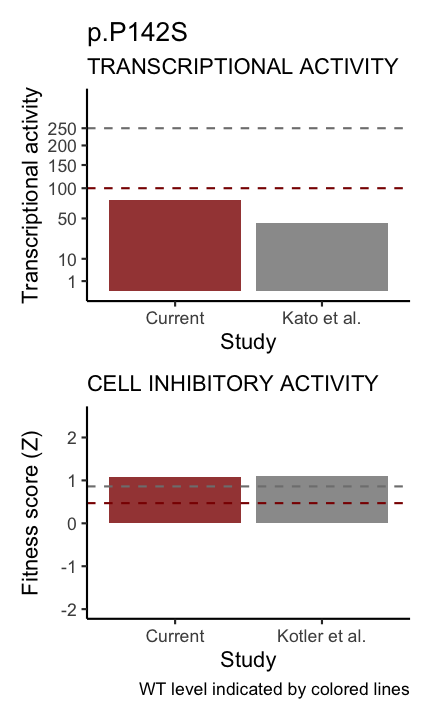 p.P142S
TRANSCRIPTIONAL ACTIVITY
Transcriptional activity
250
200
150
100
50
10
1
Current
Kato et al.
Study
CELL INHIBITORY ACTIVITY
Fitness score (Z)
2
1
0
-1
-2
Current
Kotler et al.
Study
WT level indicated by colored lines